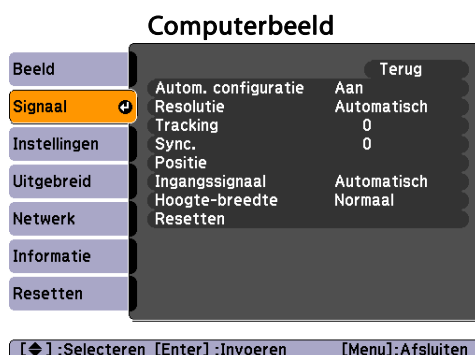 Computerbeeld
Beeld
Signaal
Instellingen
Uitgebreid
Netwerk
Informatie
Resetten
Terug
Autom. configuratie Aan
Resolutie Automatisch
Tracking 0
Sync. 0
Positie
Ingangssignaal Automatisch
Hoogte-breedte Normaal
Resetten
[◆] :Selecteren [Enter] :Invoeren [Menu]:Afsluiten